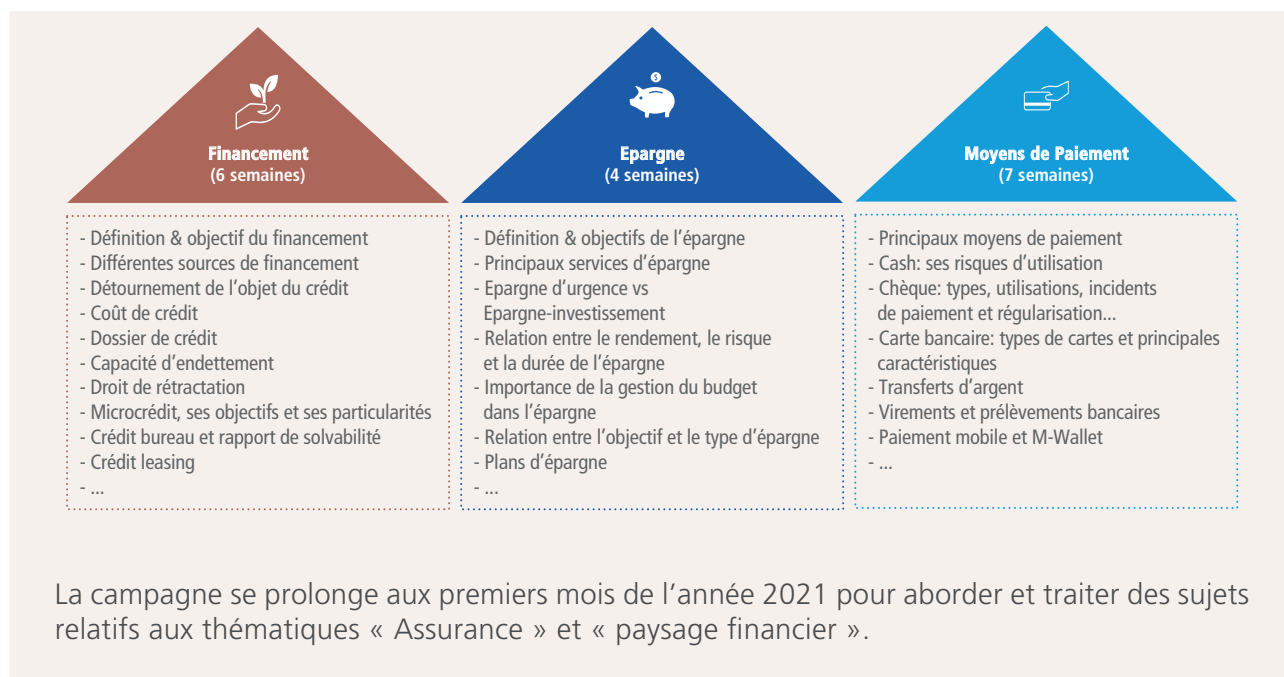 Financement
(6 semaines)
- Définition & objectif du financement
- Différentes sources de financement
- Détournement de l'objet du crédit
- Coût de crédit
- Dossier de crédit
- Capacité d'endettement
- Droit de rétractation
- Microcrédit, ses objectifs et ses particularités
- Crédit bureau et rapport de solvabilité
- Crédit leasing
- ...
$
Epargne
(4 semaines)
- Définition & objectifs de l'épargne
- Principaux services d'épargne
- Epargne d'urgence vs
Epargne-investissement
- Relation entre le rendement, le risque
et la durée de l'épargne
- Importance de la gestion du budget
dans l'épargne
- Relation entre l'objectif et le type d'épargne
- Plans d'épargne
- ...
Moyens de Paiement
(7 semaines)
- Principaux moyens de paiement
- Cash: ses risques d'utilisation
- Chèque: types, utilisations, incidents
de paiement et régularisation...
- Carte bancaire: types de cartes et principales
caractéristiques
- Transferts d'argent
- Virements et prélèvements bancaires
- Paiement mobile et M-Wallet
- ...
La campagne se prolonge aux premiers mois de l'année 2021 pour aborder et traiter des sujets
relatifs aux thématiques « Assurance » et « paysage financier ».